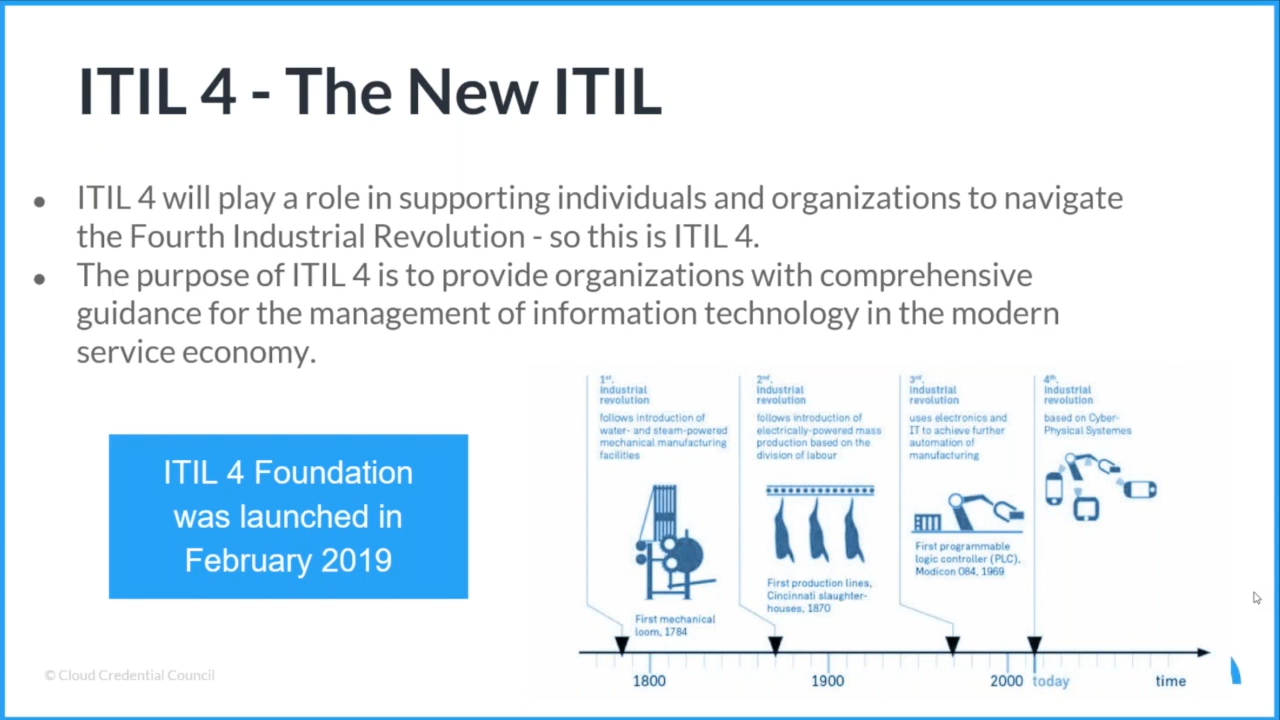 ITIL 4 - The New ITIL
● ITIL 4 will play a role in supporting individuals and organizations to navigate
the Fourth Industrial Revolution - so this is ITIL 4.
● The purpose of ITIL 4 is to provide organizations with comprehensive
guidance for the management of information technology in the modern
service economy.
ITIL 4 Foundation
was launched in
February 2019
1st.
industrial
revolution
follows introduction of
water- and steam-powered
mechanical manufacturing
facilities
First mechanical
loom, 1784
2nd.
industrial
revolution
follows introduction of
electrically-powered mass
production based on the
division of labour
First production lines,
Cincinnati slaughter-
houses, 1870
3rd.
industrial
revolution
uses electronics and
IT to achieve further
automation of
manufacturing
First programmable
logic controller (PLC),
Modicon 084, 1969
4th.
industrial
revolution
based on Cyber-
Physical Systemes
1800 1900 2000 today time
© Cloud Credential Council